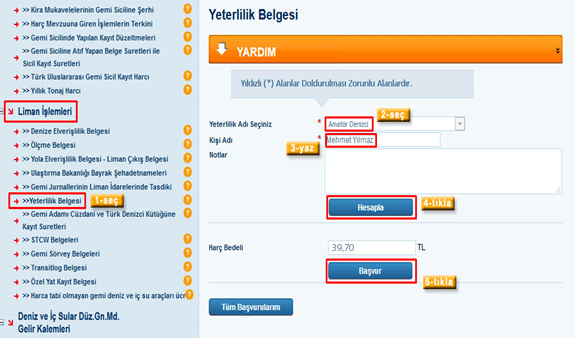 >> Kira Mukavelelerinin Gemi Siciline Şerhi
>> Harç Mevzuuna Giren İşlemlerin Terkini
>> Gemi Sicilinde Yapılan Kayıt Düzeltmeleri
>> Gemi Siciline Atıf Yapan Belge Suretleri ile
Sicil Kayıt Suretleri
>> Türk Uluslararası Gemi Sicil Kayıt Harcı
>> Yıllık Tonaj Harcı
Liman İşlemleri
>> Denize Elverişlilik Belgesi
>> Ölçme Belgesi
>> Yola Elverişlilik Belgesi - Liman Çıkış Belgesi
>> Ulaştırma Bakanlığı Bayrak Şehadetnameleri
>> Gemi Jurnallerinin Liman İdarelerinde Tasdiki
>>Yeterlilik Belgesi
1-seç
>> Gemi Adamı Cüzdanı ve Türk Denizci Kütüğüne
Kayıt Suretleri
>> STCW Belgeleri
>> Gemi Sörvey Belgeleri
>> Transitlog Belgesi
>> Özel Yat Kayıt Belgesi
>> Harca tabi olmayan gemi deniz ve iç su araçları ücr
Deniz ve İç Sular Düz.Gn.Md.
Gelir Kalemleri
Yeterlilik Belgesi
YARDIM
Yıldızlı (*) Alanlar Doldurulması Zorunlu Alanlardır.
2-seç
Yeterlilik Adı Seçiniz * Amatör Denizci
Kişi Adı * Mehmet Yılmaz
3-yaz
Notlar
Hesapla
4-tıkla
Harç Bedeli 39,70 TL
Başvur
5-tıkla
Tüm Başvurularım